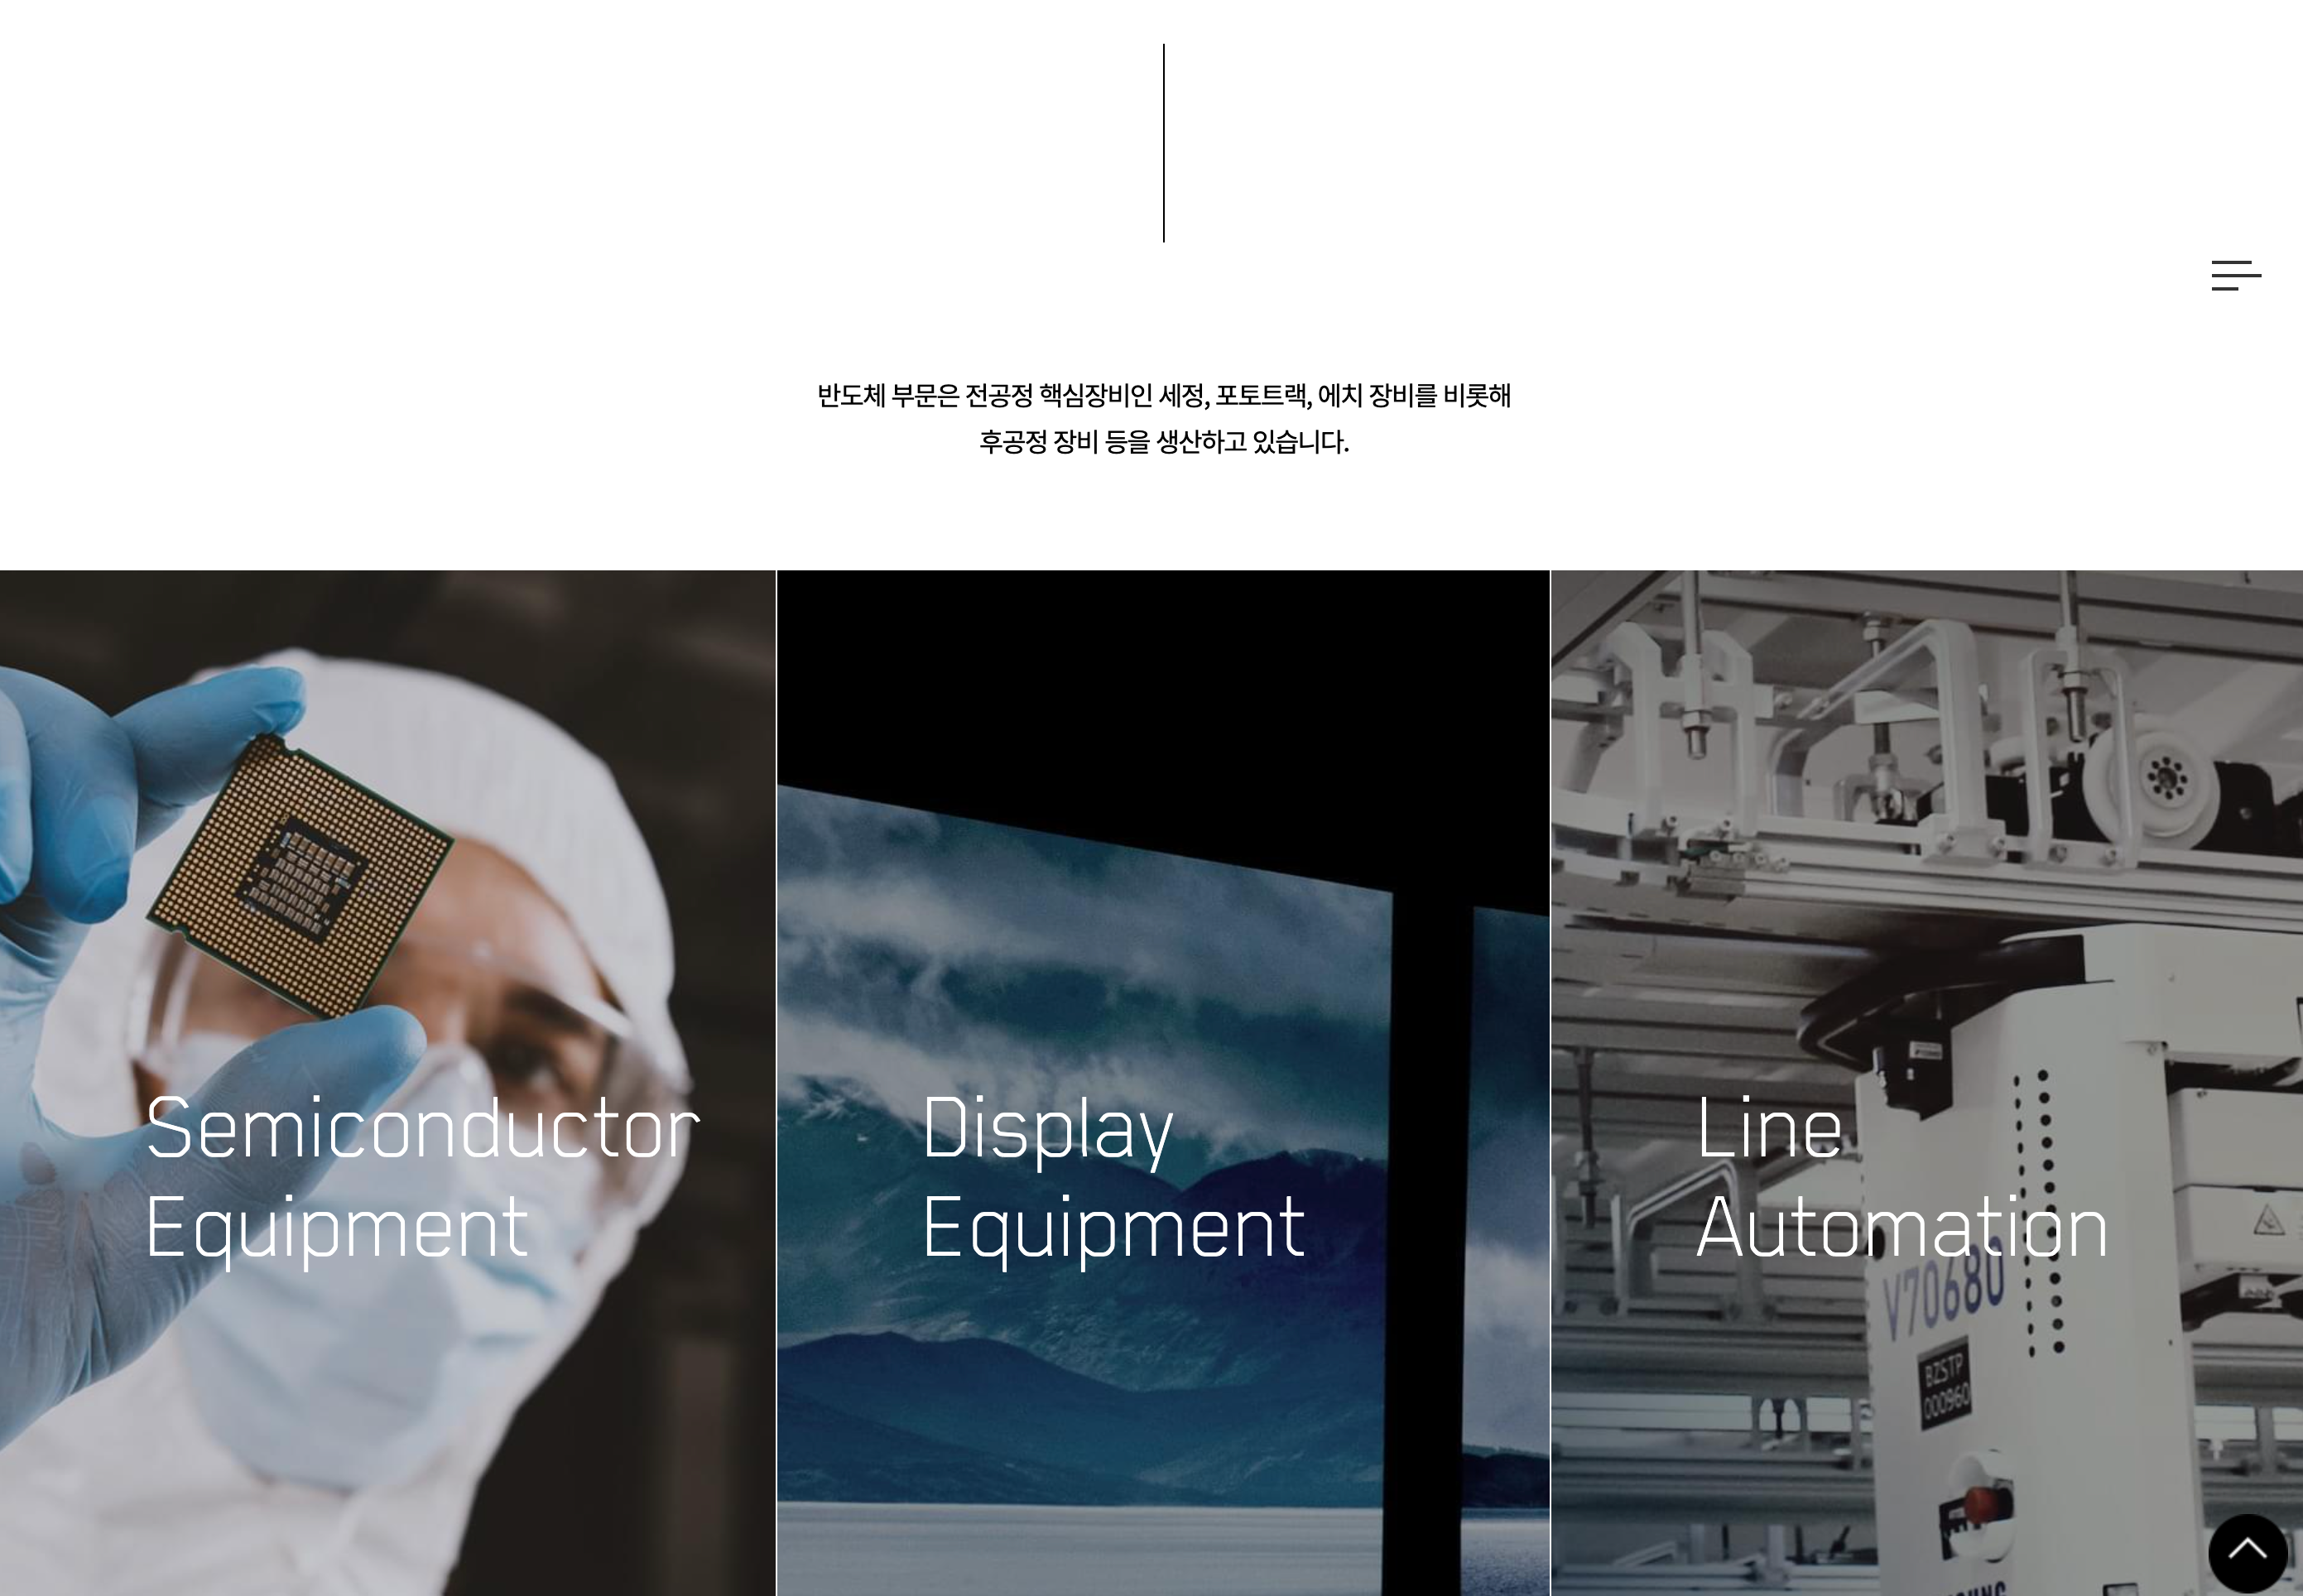 반도체 부문은 전공정 핵심장비인 세정, 포토트랙, 에치 장비를 비롯해
후공정 장비 등을 생산하고 있습니다.
Semiconductor
Equipment
Display
Equipment
Line
Automation
V70680
BZSTP
000960